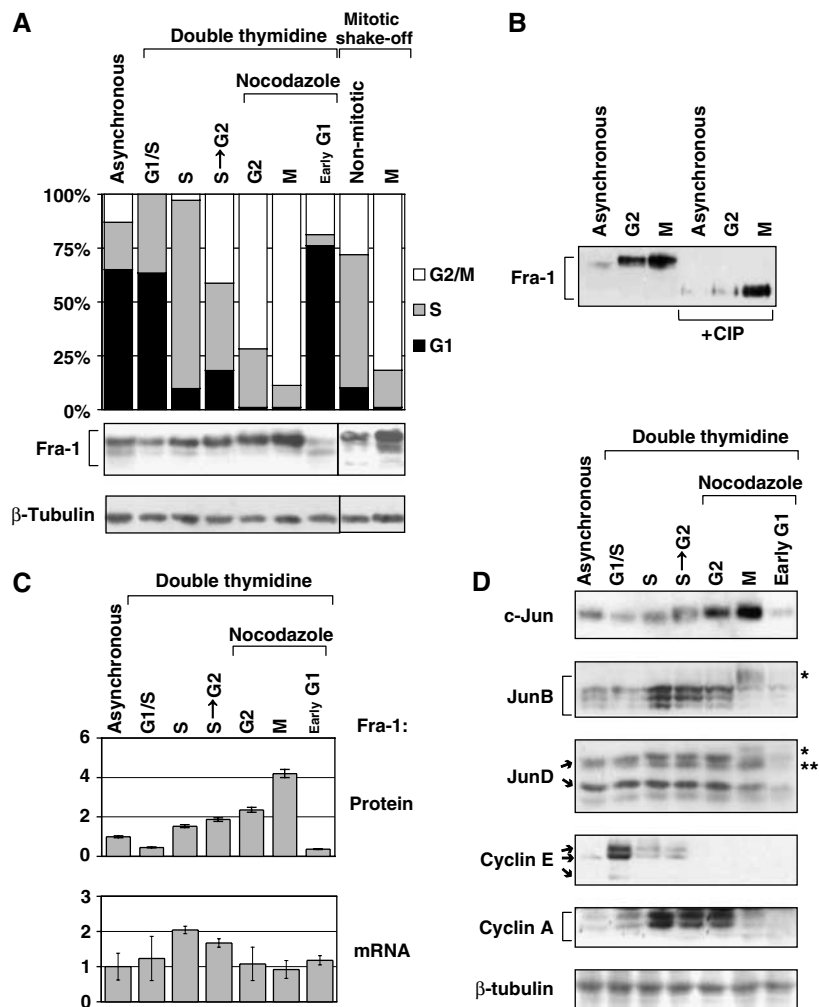 A
Double thymidine
Mitotic
shake-off
Nocodazole
Asynchronous
G1/S
S
S→G2
G2
M
Early G1
Non-mitotic
M
100%
75%
50%
25%
0%
G2/M
S
G1
Fra-1
β-Tubulin
B
Asynchronous
G2
M
Asynchronous
G2
M
Fra-1
+CIP
C
Double thymidine
Nocodazole
Asynchronous
G1/S
S
S→G2
G2
M
Early G1
Fra-1:
6
4
2
0
Protein
3
2
1
0
mRNA
D
Double thymidine
Nocodazole
Asynchronous
G1/S
S
S→G2
G2
M
Early G1
c-Jun
JunB
*
JunD
*
**
Cyclin E
Cyclin A
β-tubulin